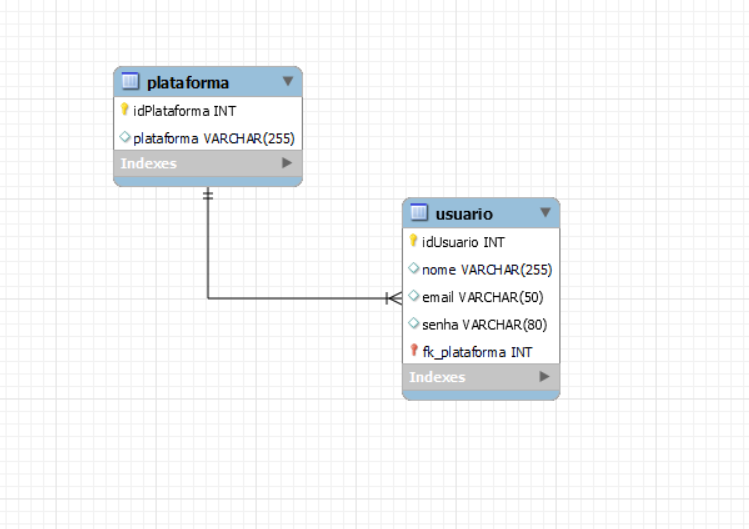 plataforma
idPlataforma INT
plataforma VARCHAR(255)
Indexes
usuario
idUsuario INT
nome VARCHAR(255)
email VARCHAR(50)
senha VARCHAR(80)
fk_plataforma INT
Indexes